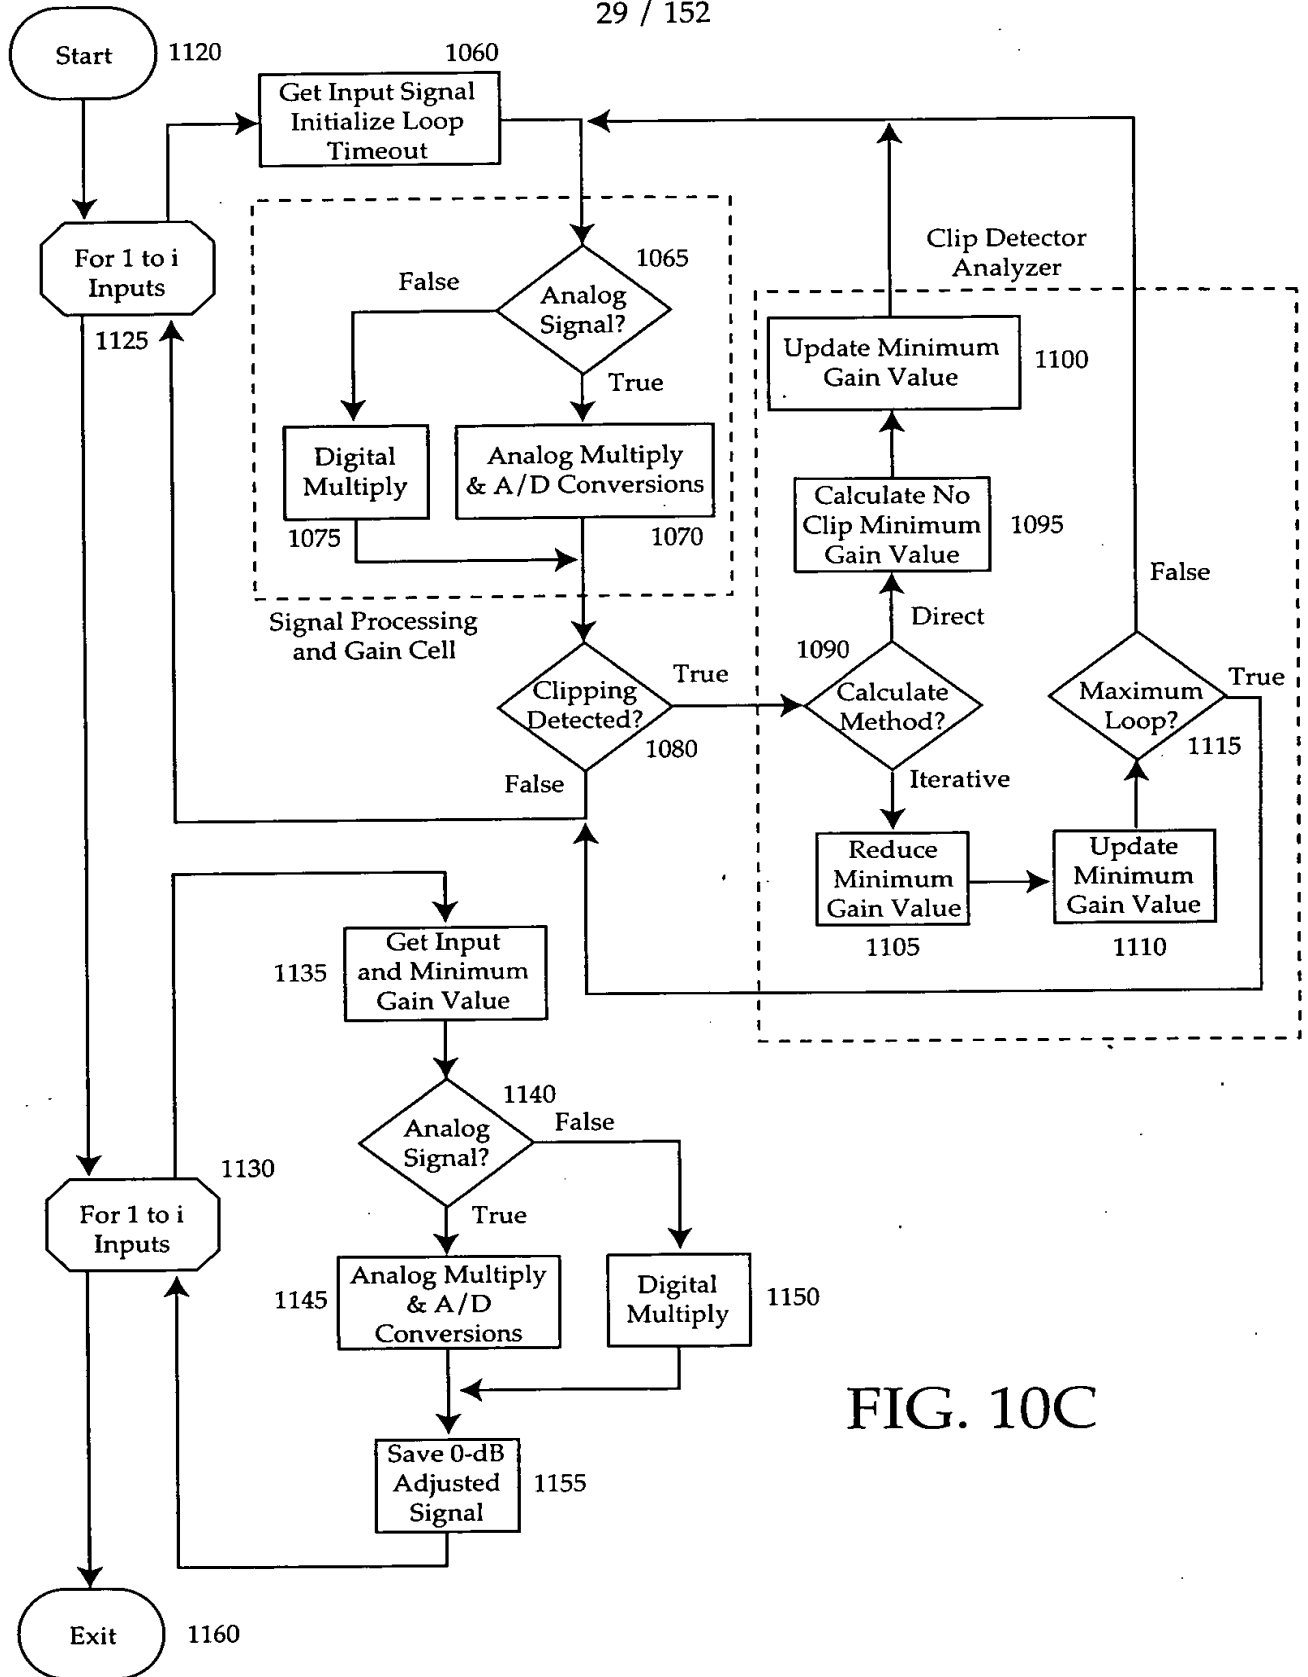 29 / 152
Start
1120
1060
Get Input Signal
Initialize Loop
Timeout
For 1 to i
Inputs
1125
1065
Analog
Signal?
False
True
Digital
Multiply
1075
Analog Multiply
& A/D Conversions
1070
Signal Processing
and Gain Cell
Clipping
Detected?
1080
True
False
Clip Detector
Analyzer
Update Minimum
Gain Value
1100
Calculate No
Clip Minimum
Gain Value
1095
Direct
1090
Calculate
Method?
Iterative
Reduce
Minimum
Gain Value
1105
Update
Minimum
Gain Value
1110
Maximum
Loop?
1115
False
True
1135
Get Input
and Minimum
Gain Value
1140
Analog
Signal?
False
True
1130
For 1 to i
Inputs
1145
Analog Multiply
& A/D
Conversions
Digital
Multiply
1150
Save 0-dB
Adjusted
Signal
1155
Exit
1160
FIG. 10C